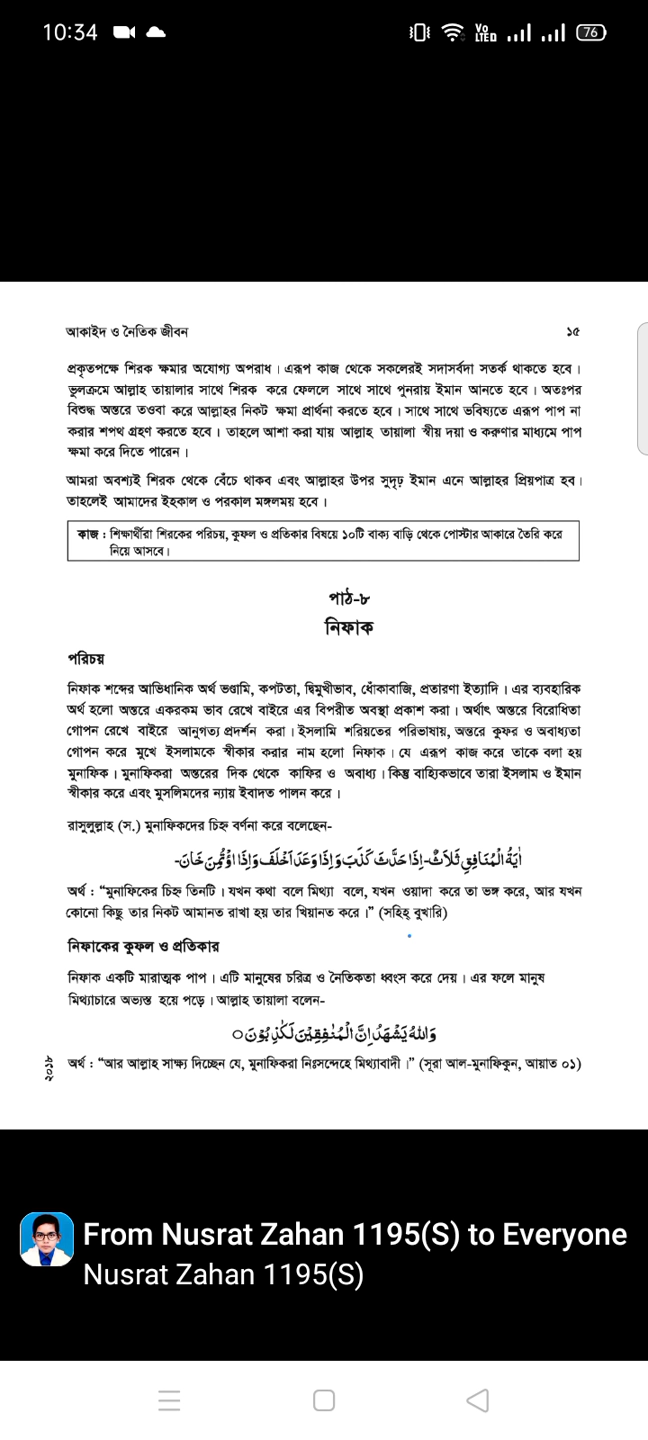 10:34
Vo
LTED
76
আকাইদ ও নৈতিক জীবন ১৫
প্রকৃতপক্ষে শিরক ক্ষমার অযোগ্য অপরাধ। এরূপ কাজ থেকে সকলেরই সদাসর্বদা সতর্ক থাকতে হবে।
ভুলক্রমে আল্লাহ তায়ালার সাথে শিরক করে ফেললে সাথে সাথে পুনরায় ইমান আনতে হবে। অতঃপর
বিশুদ্ধ অন্তরে তওবা করে আল্লাহর নিকট ক্ষমা প্রার্থনা করতে হবে। সাথে সাথে ভবিষ্যতে এরূপ পাপ না
করার শপথ গ্রহণ করতে হবে। তাহলে আশা করা যায় আল্লাহ তায়ালা স্বীয় দয়া ও করুণার মাধ্যমে পাপ
ক্ষমা করে দিতে পারেন।
আমরা অবশ্যই শিরক থেকে বেঁচে থাকব এবং আল্লাহর উপর সুদৃঢ় ইমান এনে আল্লাহর প্রিয়পাত্র হব।
তাহলেই আমাদের ইহকাল ও পরকাল মঙ্গলময় হবে।
কাজ : শিক্ষার্থীরা শিরকের পরিচয়, কুফল ও প্রতিকার বিষয়ে ১০টি বাক্য বাড়ি থেকে পোস্টার আকারে তৈরি করে
নিয়ে আসবে।
পাঠ-৮
নিফাক
পরিচয়
নিফাক শব্দের আভিধানিক অর্থ ভণ্ডামি, কপটতা, দ্বিমুখীভাব, ধোঁকাবাজি, প্রতারণা ইত্যাদি। এর ব্যবহারিক
অর্থ হলো অন্তরে একরকম ভাব রেখে বাইরে এর বিপরীত অবস্থা প্রকাশ করা। অর্থাৎ অন্তরে বিরোধিতা
গোপন রেখে বাইরে আনুগত্য প্রদর্শন করা। ইসলামি শরিয়তের পরিভাষায়, অন্তরে কুফর ও অবাধ্যতা
গোপন করে মুখে ইসলামকে স্বীকার করার নাম হলো নিফাক। যে এরূপ কাজ করে তাকে বলা হয়
মুনাফিক। মুনাফিকরা অন্তরের দিক থেকে কাফির ও অবাধ্য। কিন্তু বাহ্যিকভাবে তারা ইসলাম ও ইমান
স্বীকার করে এবং মুসলিমদের ন্যায় ইবাদত পালন করে।
রাসুলুল্লাহ (স.) মুনাফিকদের চিহ্ন বর্ণনা করে বলেছেন-
اٰيَةُ الْمُنَافِقِ ثَلَاثٌ- اِذَا حَدَّثَ كَذَبَ وَاِذَا وَعَدَ اَخْلَفَ وَاِذَا اؤْتُمِنَ خَانَ-
অর্থ : “মুনাফিকের চিহ্ন তিনটি। যখন কথা বলে মিথ্যা বলে, যখন ওয়াদা করে তা ভঙ্গ করে, আর যখন
কোনো কিছু তার নিকট আমানত রাখা হয় তার খিয়ানত করে।” (সহিহ্ বুখারি)
নিফাকের কুফল ও প্রতিকার
নিফাক একটি মারাত্মক পাপ। এটি মানুষের চরিত্র ও নৈতিকতা ধ্বংস করে দেয়। এর ফলে মানুষ
মিথ্যাচারে অভ্যস্ত হয়ে পড়ে। আল্লাহ তায়ালা বলেন-
وَاللهُ يَشْهَدُ اِنَّ الْمُنٰفِقِيْنَ لَكٰذِبُوْنَ ○
অর্থ : “আর আল্লাহ সাক্ষ্য দিচ্ছেন যে, মুনাফিকরা নিঃসন্দেহে মিথ্যাবাদী।” (সূরা আল-মুনাফিকুন, আয়াত ০১)
২০১৮
From Nusrat Zahan 1195(S) to Everyone
Nusrat Zahan 1195(S)